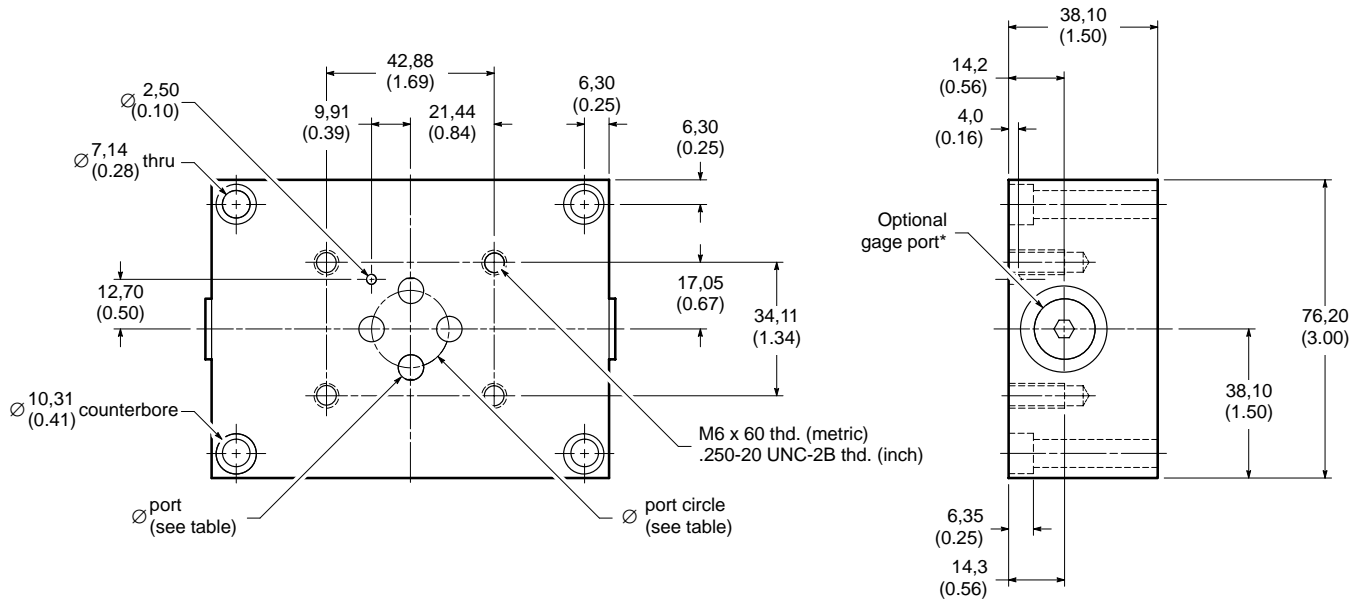 42,88
(1.69)
Ø 2,50
(0.10)
9,91
(0.39)
21,44
(0.84)
6,30
(0.25)
6,30
(0.25)
Ø 7,14
(0.28) thru
12,70
(0.50)
17,05
(0.67)
34,11
(1.34)
Ø 10,31
(0.41) counterbore
M6 x 60 thd. (metric)
.250-20 UNC-2B thd. (inch)
Ø port
(see table)
Ø port circle
(see table)
38,10
(1.50)
14,2
(0.56)
4,0
(0.16)
Optional
gage port*
76,20
(3.00)
38,10
(1.50)
6,35
(0.25)
14,3
(0.56)